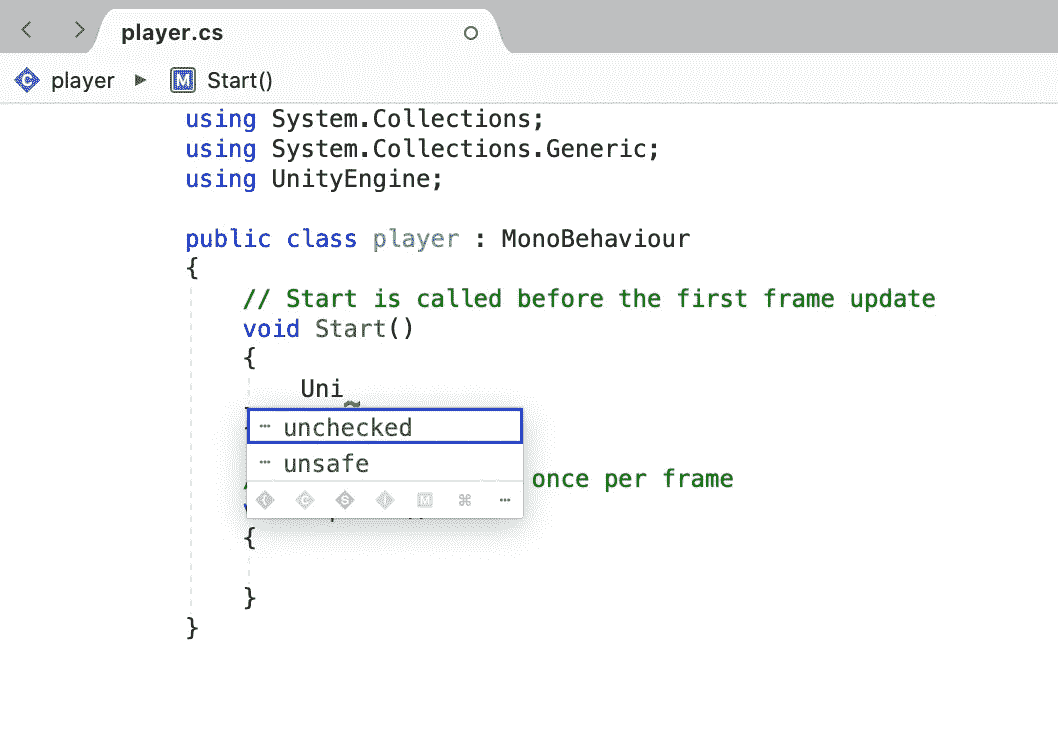 player.cs
player Start()
using System.Collections;
using System.Collections.Generic;
using UnityEngine;
public class player : MonoBehaviour
{
// Start is called before the first frame update
void Start()
{
Uni
unchecked
unsafe
once per frame
{
}
}